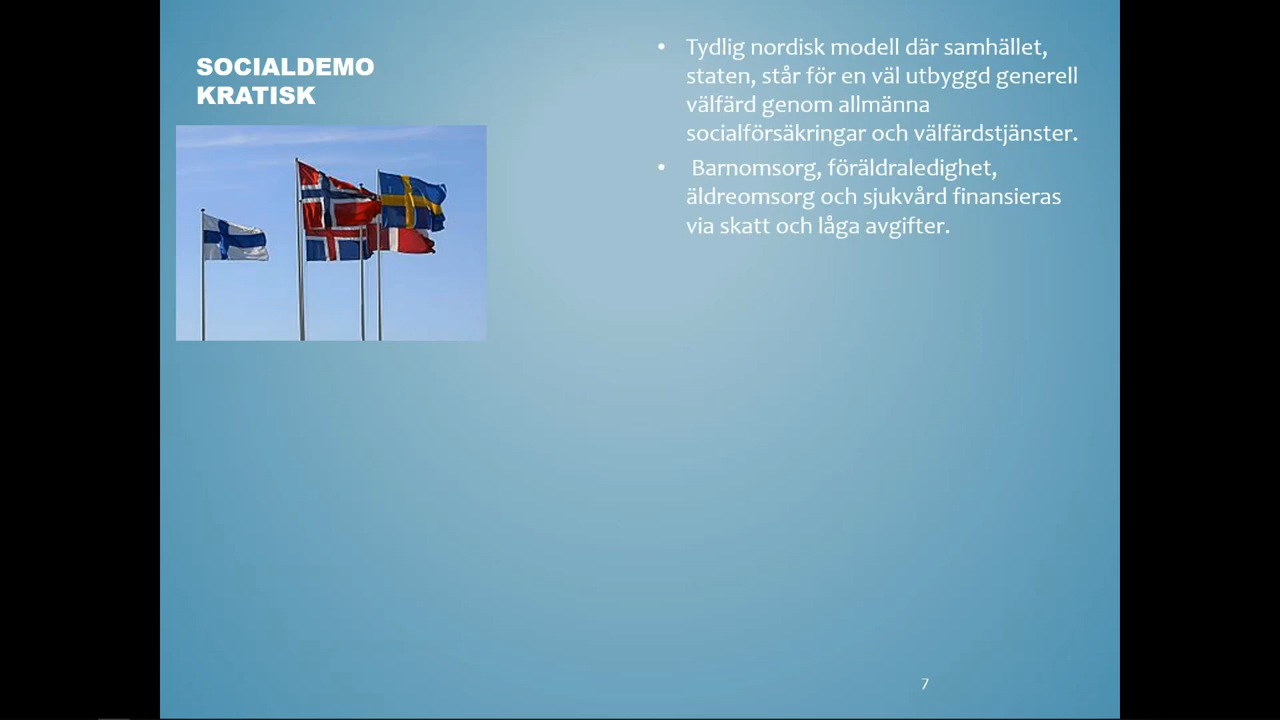 SOCIALDEMO
KRATISK
• Tydlig nordisk modell där samhället,
staten, står för en väl utbyggd generell
välfärd genom allmänna
socialförsäkringar och välfärdstjänster.
• Barnomsorg, föräldraledighet,
äldreomsorg och sjukvård finansieras
via skatt och låga avgifter.
7